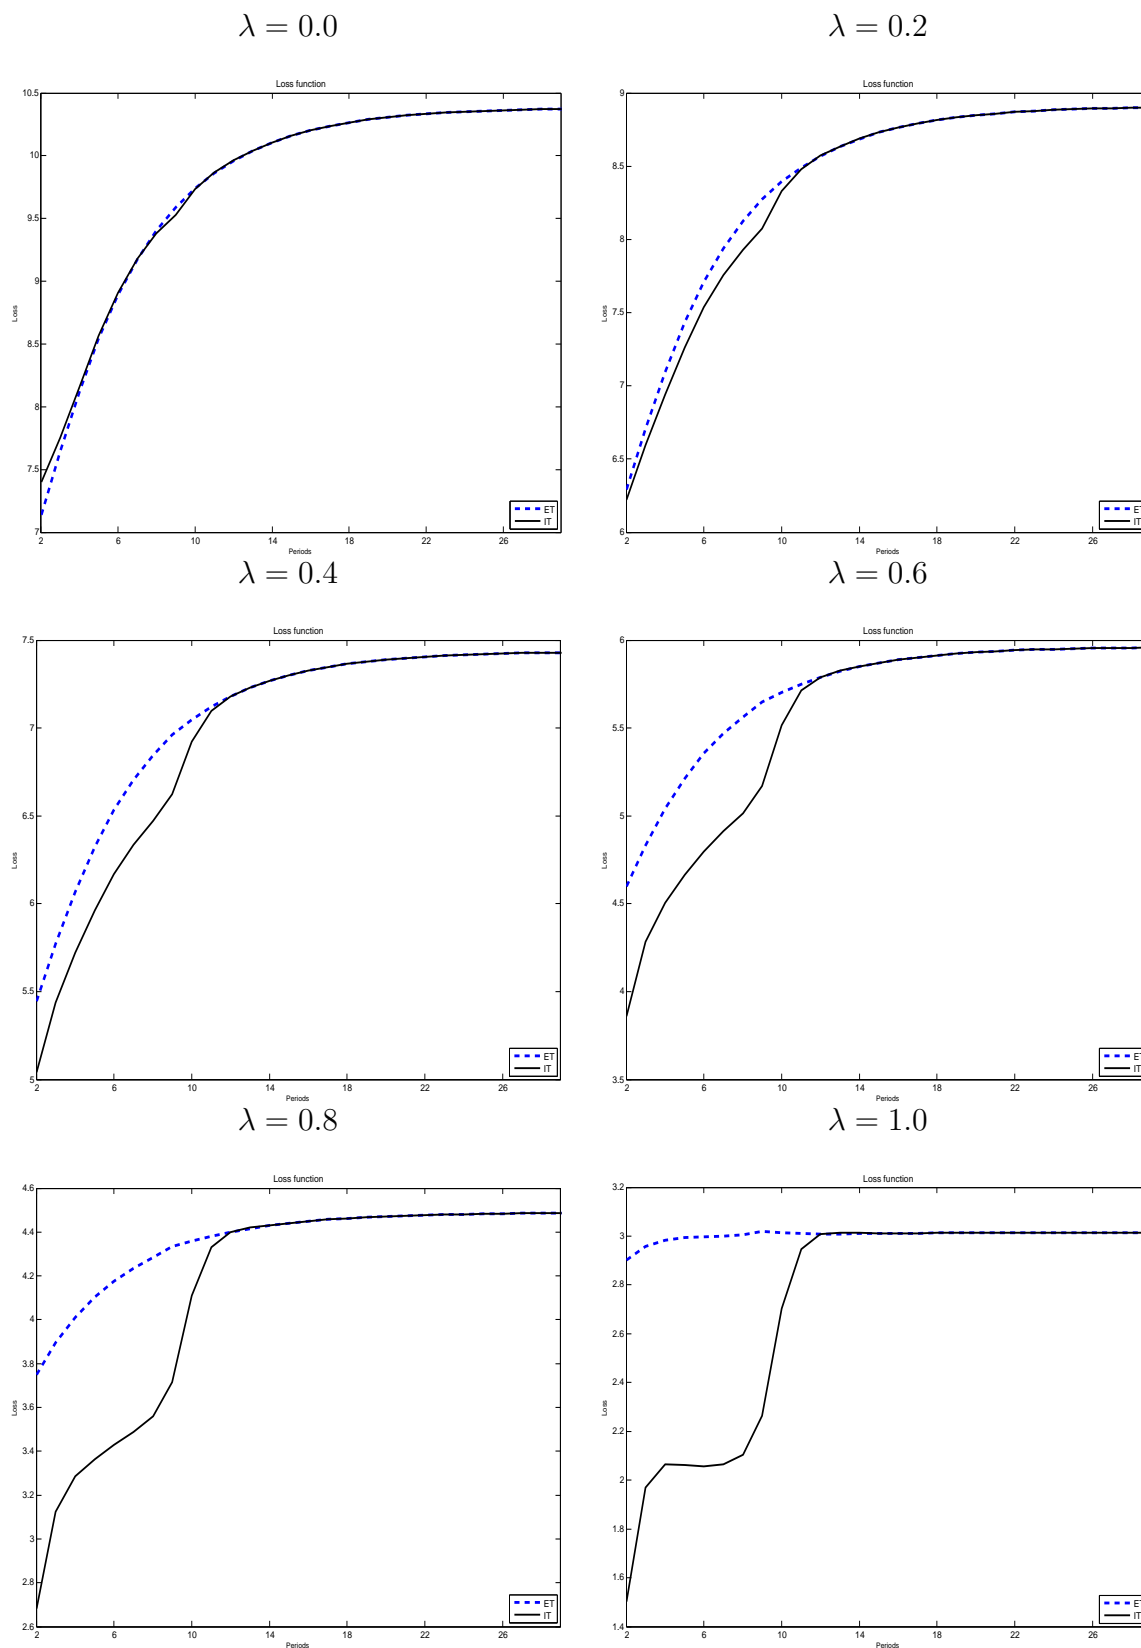 λ = 0.0
Loss function
10.5
10
9.5
9
8.5
8
7.5
7
Loss
2 6 10 14 18 22 26
Periods
ET
IT
λ = 0.2
Loss function
9
8.5
8
7.5
7
6.5
6
Loss
2 6 10 14 18 22 26
Periods
ET
IT
λ = 0.4
Loss function
7.5
7
6.5
6
5.5
5
Loss
2 6 10 14 18 22 26
Periods
ET
IT
λ = 0.6
Loss function
6
5.5
5
4.5
4
3.5
Loss
2 6 10 14 18 22 26
Periods
ET
IT
λ = 0.8
Loss function
4.6
4.4
4.2
4
3.8
3.6
3.4
3.2
3
2.8
2.6
Loss
2 6 10 14 18 22 26
Periods
ET
IT
λ = 1.0
Loss function
3.2
3
2.8
2.6
2.4
2.2
2
1.8
1.6
1.4
Loss
2 6 10 14 18 22 26
Periods
ET
IT